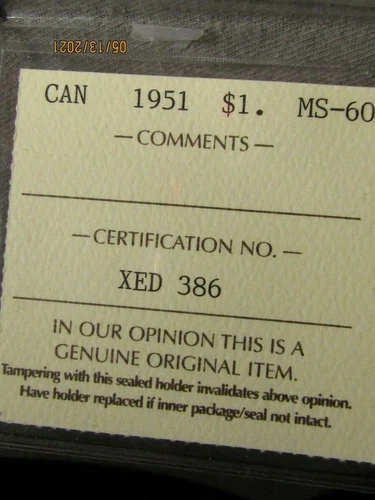 05/13/2021
CAN 1951 $1. MS-60
— COMMENTS —
— CERTIFICATION NO. —
XED 386
IN OUR OPINION THIS IS A
GENUINE ORIGINAL ITEM.
Tampering with this sealed holder invalidates above opinion.
Have holder replaced if inner package/seal not intact.